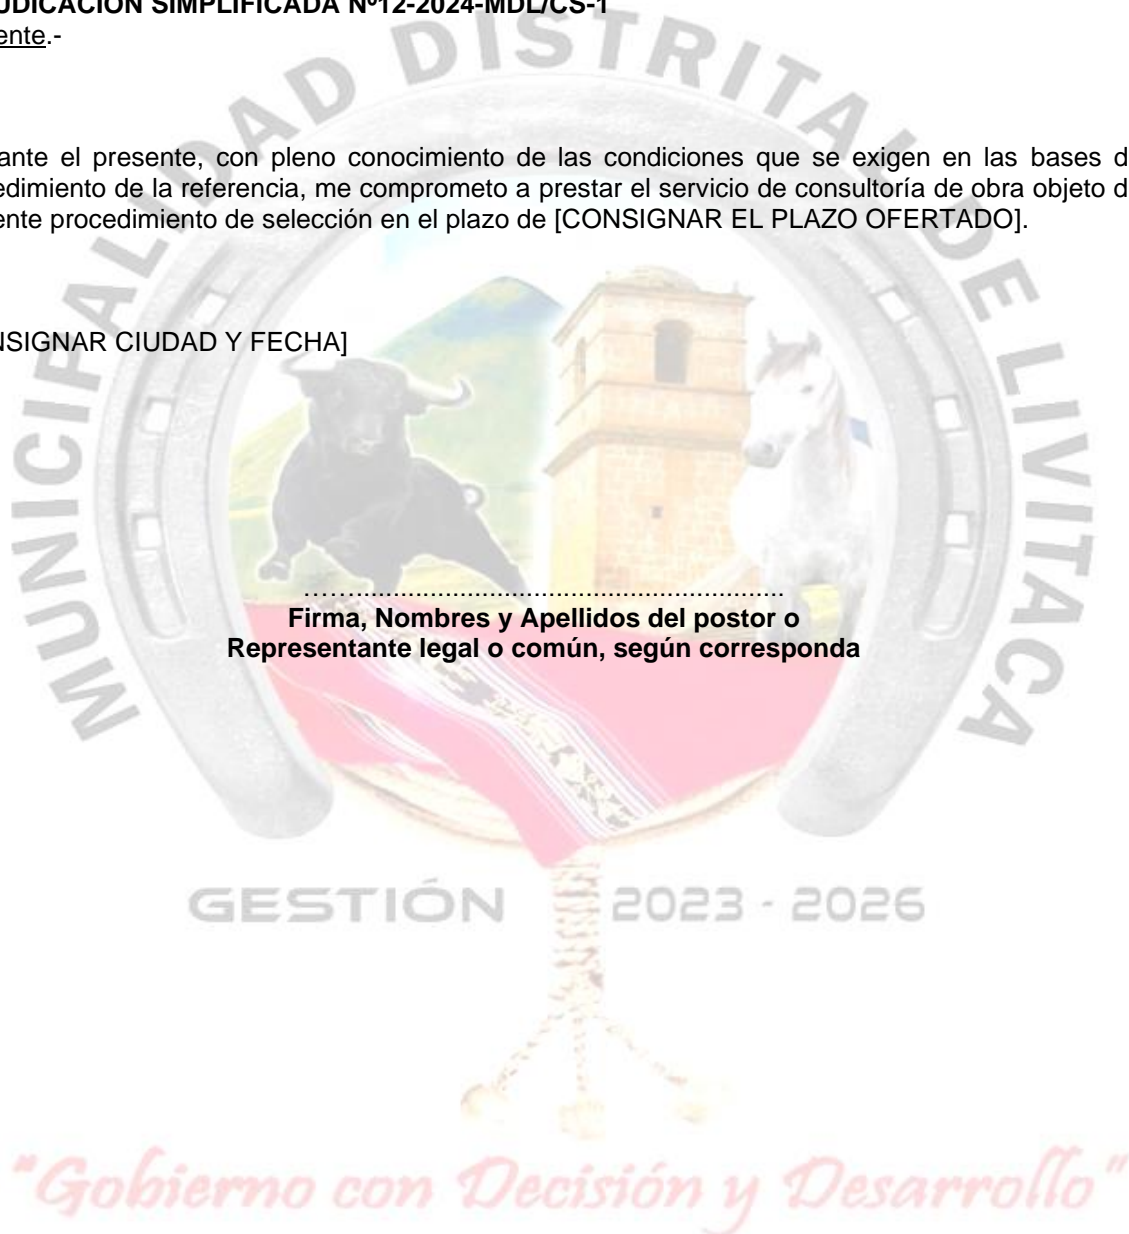 UDICACIÓN SIMPLIFICADA Nº12-2024-MDL/CS-1
ente.-
ante el presente, con pleno conocimiento de las condiciones que se exigen en las bases d
edimiento de la referencia, me comprometo a prestar el servicio de consultoría de obra objeto d
ente procedimiento de selección en el plazo de [CONSIGNAR EL PLAZO OFERTADO].
NSIGNAR CIUDAD Y FECHA]
MUNICIPALIDAD DISTRITAL DE LIVITACA
……..........................................................
Firma, Nombres y Apellidos del postor o
Representante legal o común, según corresponda
GESTIÓN 2023 - 2026
"Gobierno con Decisión y Desarrollo"